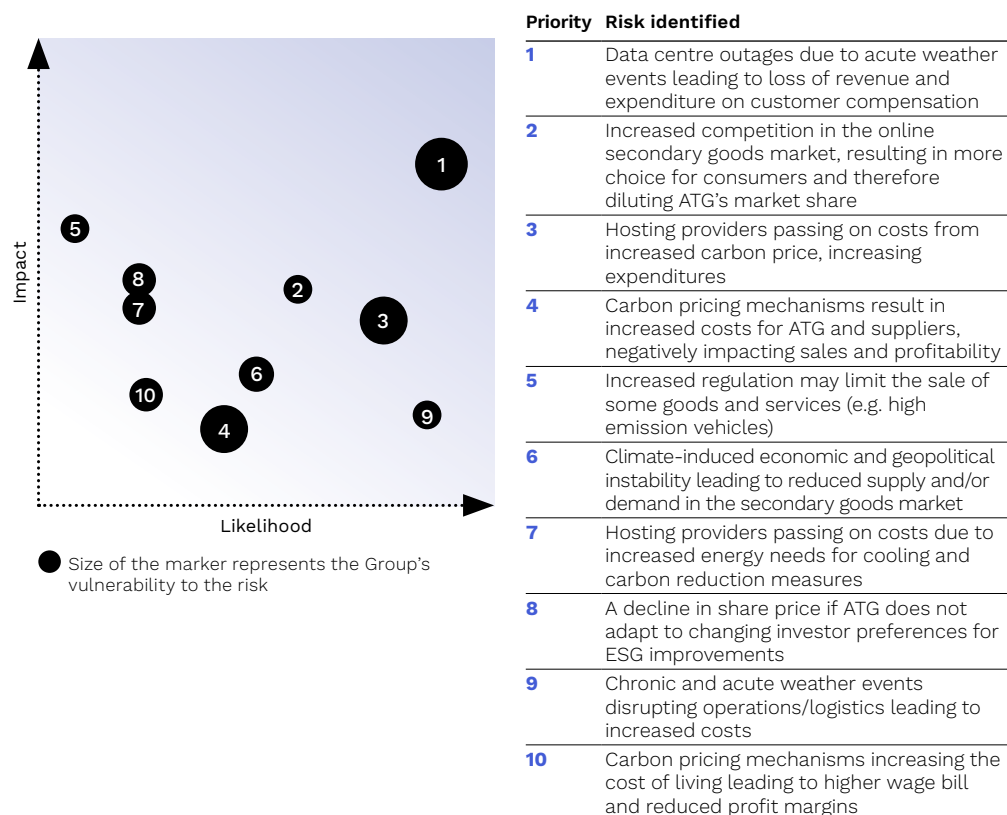 Impact
1
5
8
2
7
3
6
10
9
4
Likelihood
Size of the marker represents the Group's
vulnerability to the risk
Priority Risk identified
1 Data centre outages due to acute weather
events leading to loss of revenue and
expenditure on customer compensation
2 Increased competition in the online
secondary goods market, resulting in more
choice for consumers and therefore
diluting ATG's market share
3 Hosting providers passing on costs from
increased carbon price, increasing
expenditures
4 Carbon pricing mechanisms result in
increased costs for ATG and suppliers,
negatively impacting sales and profitability
5 Increased regulation may limit the sale of
some goods and services (e.g. high
emission vehicles)
6 Climate-induced economic and geopolitical
instability leading to reduced supply and/or
demand in the secondary goods market
7 Hosting providers passing on costs due to
increased energy needs for cooling and
carbon reduction measures
8 A decline in share price if ATG does not
adapt to changing investor preferences for
ESG improvements
9 Chronic and acute weather events
disrupting operations/logistics leading to
increased costs
10 Carbon pricing mechanisms increasing the
cost of living leading to higher wage bill
and reduced profit margins